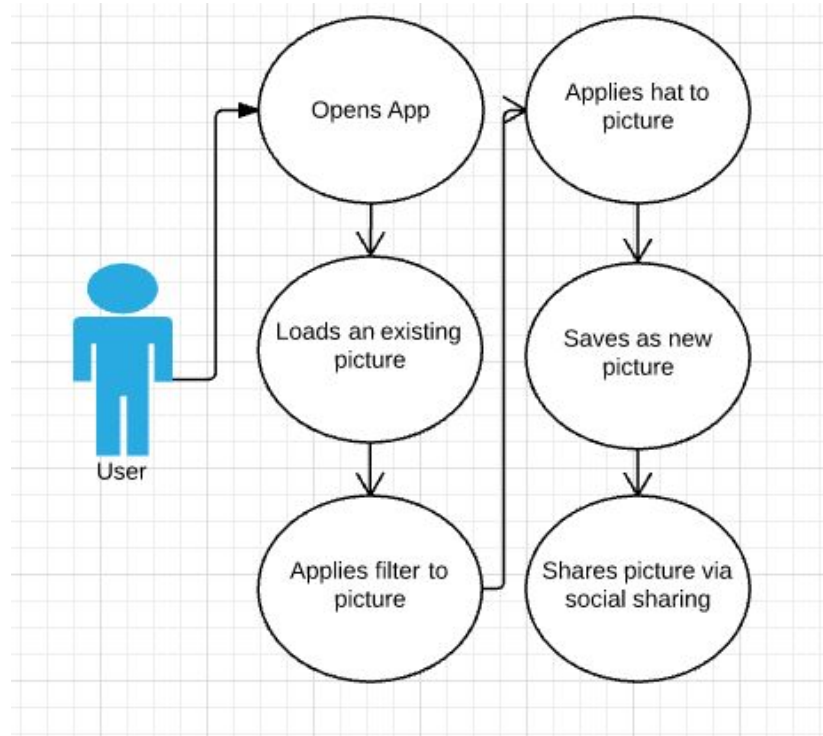 User
Opens App
Loads an existing
picture
Applies filter to
picture
Applies hat to
picture
Saves as new
picture
Shares picture via
social sharing